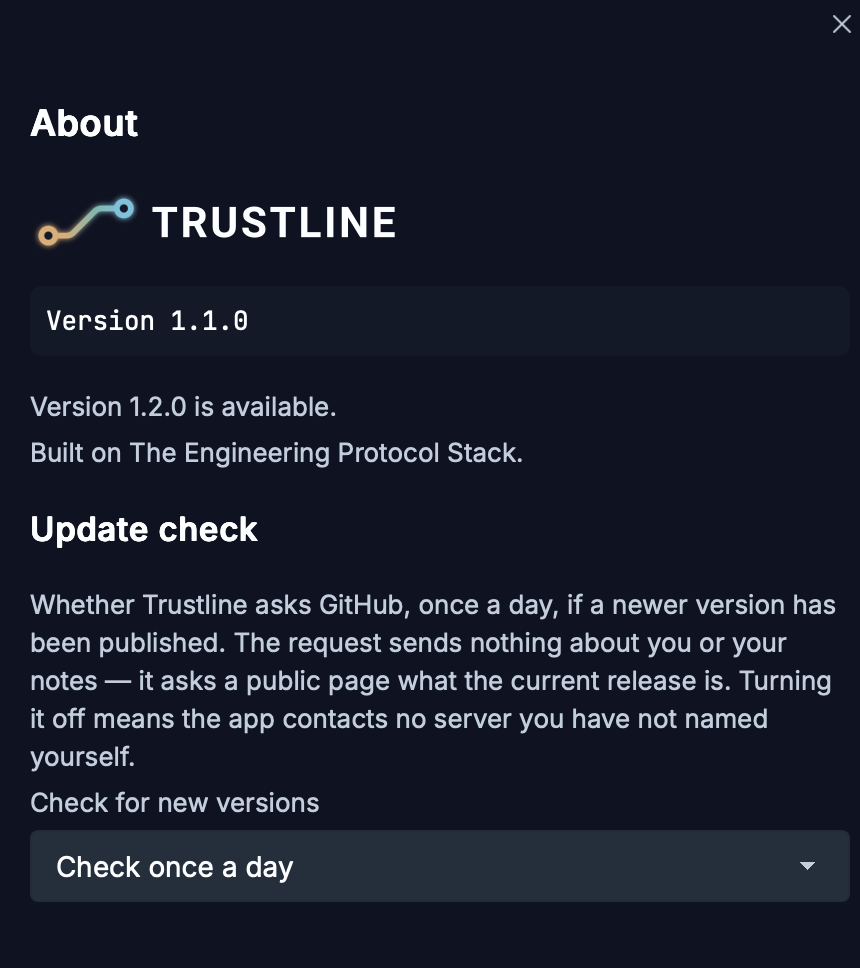 About
TRUSTLINE
Version 1.1.0
Version 1.2.0 is available.
Built on The Engineering Protocol Stack.
Update check
Whether Trustline asks GitHub, once a day, if a newer version has
been published. The request sends nothing about you or your
notes — it asks a public page what the current release is. Turning
it off means the app contacts no server you have not named
yourself.
Check for new versions
Check once a day